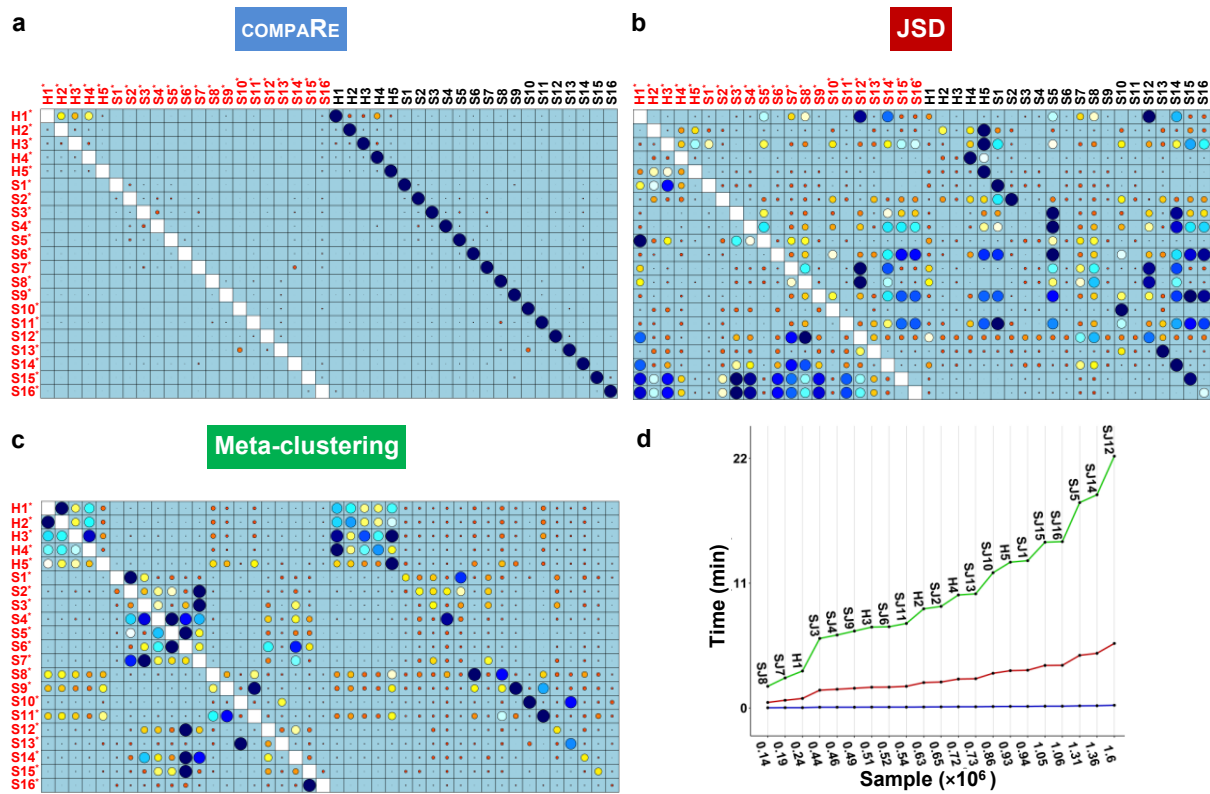 a
COMPARE
H1* H2* H3* H4* H5* S1* S2* S3* S4* S5* S6* S7* S8* S9* S10* S11* S12* S13* S14* S15* S16* H1 H2 H3 H4 H5 S1 S2 S3 S4 S5 S6 S7 S8 S9 S10 S11 S12 S13 S14 S15 S16
H1*
H2*
H3*
H4*
H5*
S1*
S2*
S3*
S4*
S5*
S6*
S7*
S8*
S9*
S10*
S11*
S12*
S13*
S14*
S15*
S16*
b
JSD
H1* H2* H3* H4* H5* S1* S2* S3* S4* S5* S6* S7* S8* S9* S10* S11* S12* S13* S14* S15* S16* H1 H2 H3 H4 H5 S1 S2 S3 S4 S5 S6 S7 S8 S9 S10 S11 S12 S13 S14 S15 S16
c
Meta-clustering
H1*
H2*
H3*
H4*
H5*
S1*
S2*
S3*
S4*
S5*
S6*
S7*
S8*
S9*
S10*
S11*
S12*
S13*
S14*
S15*
S16*
d
Time (min)
22
11
0
SJ8 SJ7 H1 SJ3 SJ4 SJ9 H3 SJ6 SJ11 H2 SJ2 H4 SJ13 SJ10 H5 SJ1 SJ15 SJ16 SJ5 SJ14 SJ12
0.14 0.19 0.24 0.44 0.46 0.49 0.51 0.52 0.54 0.63 0.65 0.72 0.73 0.86 0.93 0.94 1.05 1.06 1.31 1.36 1.6
Sample (×10⁶)